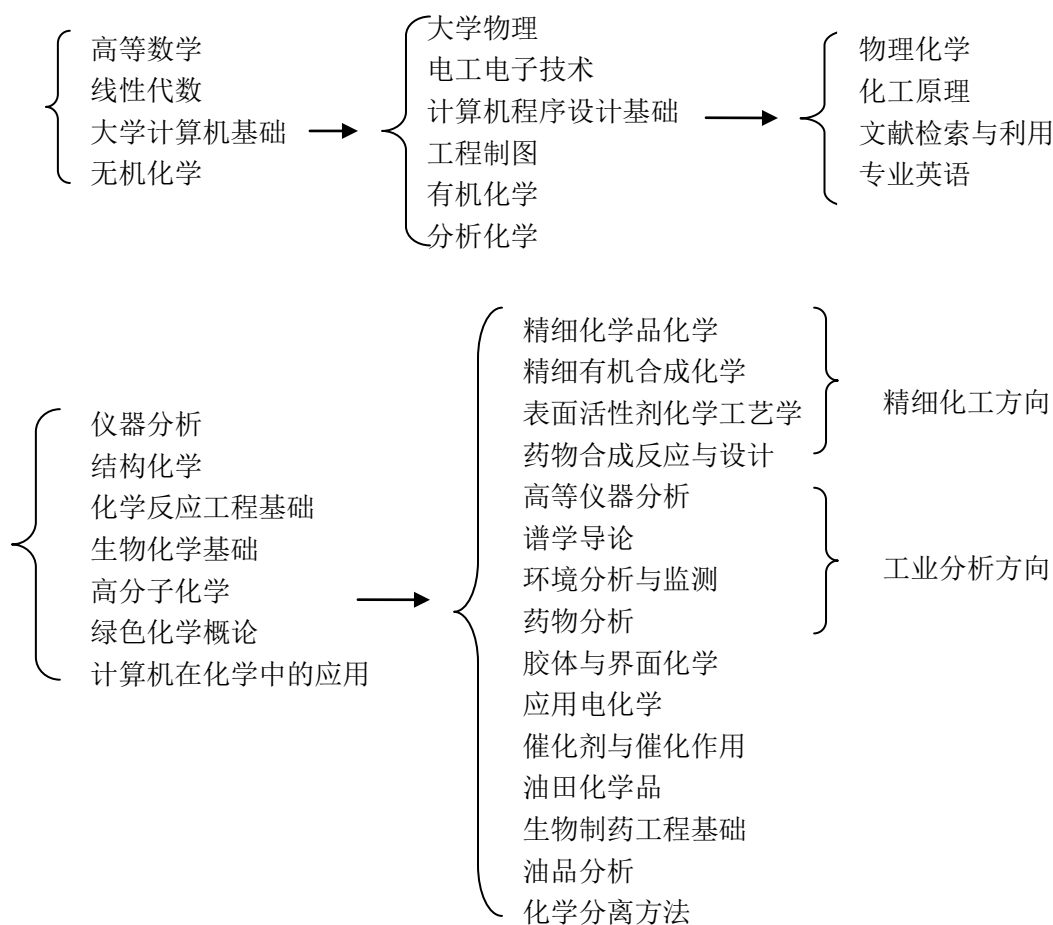 高等数学
线性代数
大学计算机基础
无机化学
大学物理
电工电子技术
计算机程序设计基础
工程制图
有机化学
分析化学
物理化学
化工原理
文献检索与利用
专业英语
仪器分析
结构化学
化学反应工程基础
生物化学基础
高分子化学
绿色化学概论
计算机在化学中的应用
精细化学品化学
精细有机合成化学
表面活性剂化学工艺学
药物合成反应与设计
高等仪器分析
谱学导论
环境分析与监测
药物分析
胶体与界面化学
应用电化学
催化剂与催化作用
油田化学品
生物制药工程基础
油品分析
化学分离方法
精细化工方向
工业分析方向